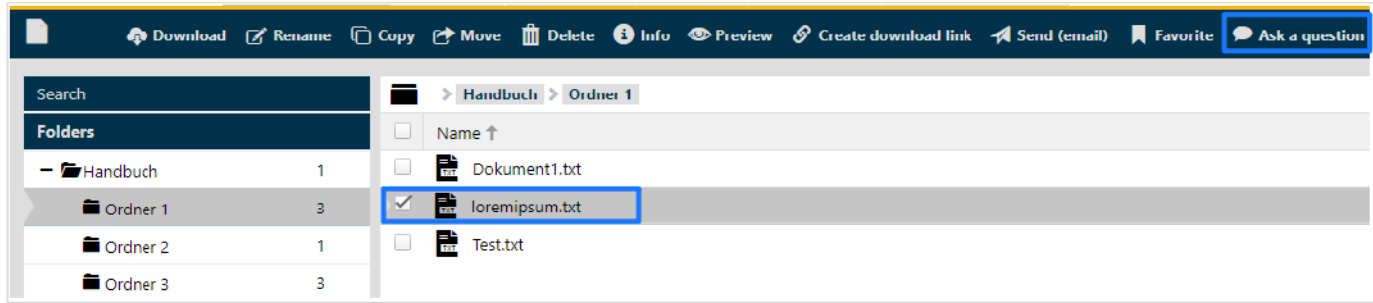 Download Rename Copy Move Delete Info Preview Create download link Send (email) Favorite Ask a question
Search
Handbuch Ordner 1
Folders
Name
Handbuch 1
Dokument1.txt
Ordner 1 3
loremipsum.txt
Ordner 2 1
Test.txt
Ordner 3 3